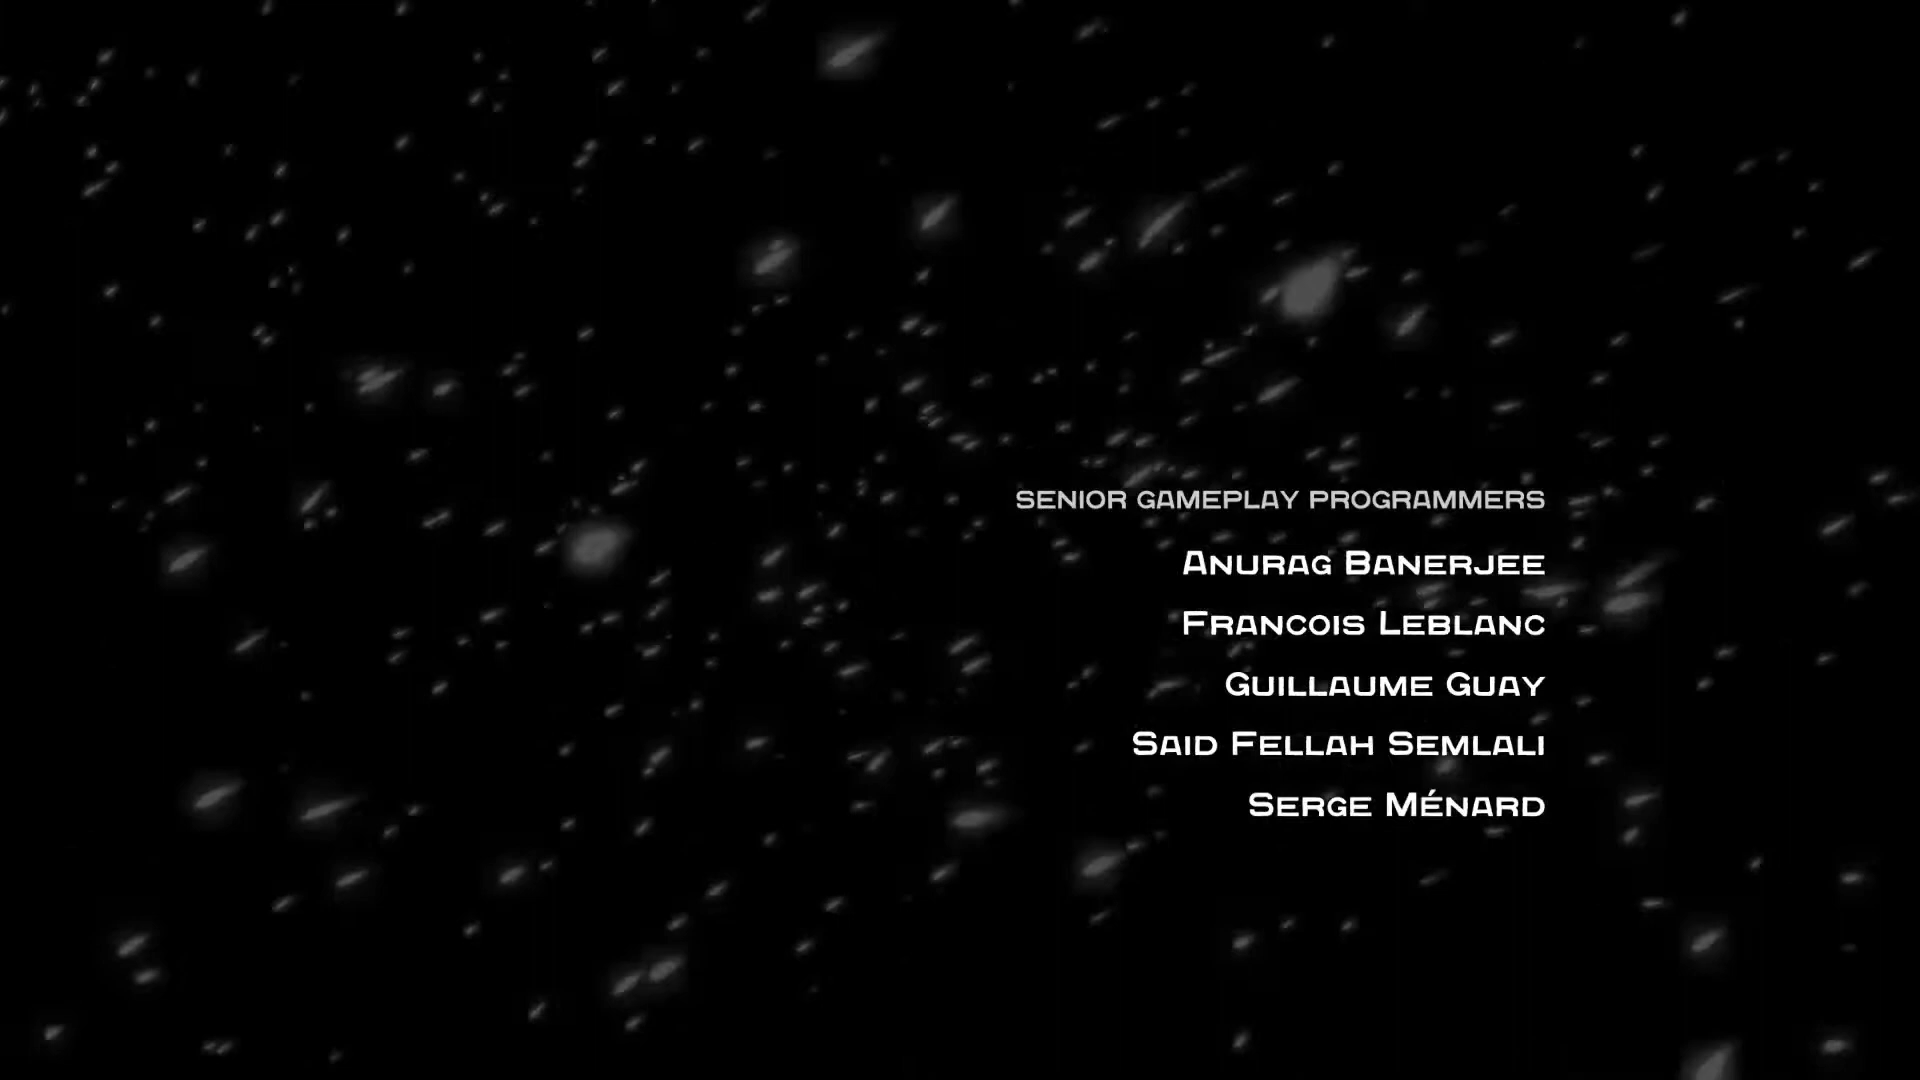 SENIOR GAMEPLAY PROGRAMMERS
ANURAG BANERJEE
FRANCOIS LEBLANC
GUILLAUME GUAY
SAID FELLAH SEMLALI
SERGE MÉNARD